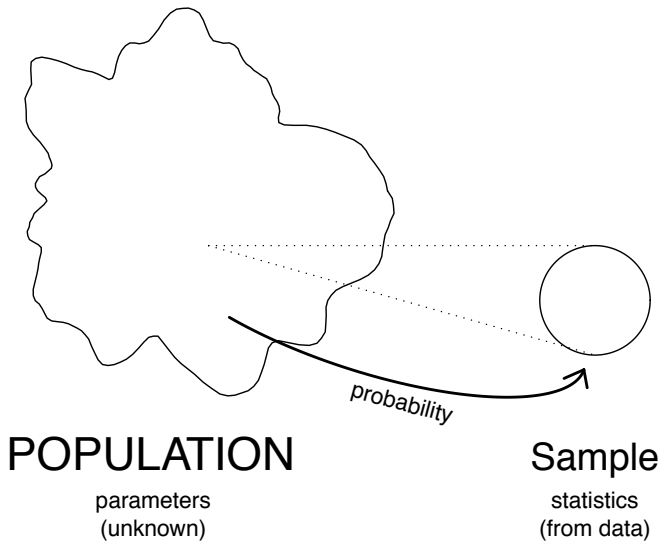 probability
POPULATION
Sample
parameters
(unknown)
statistics
(from data)